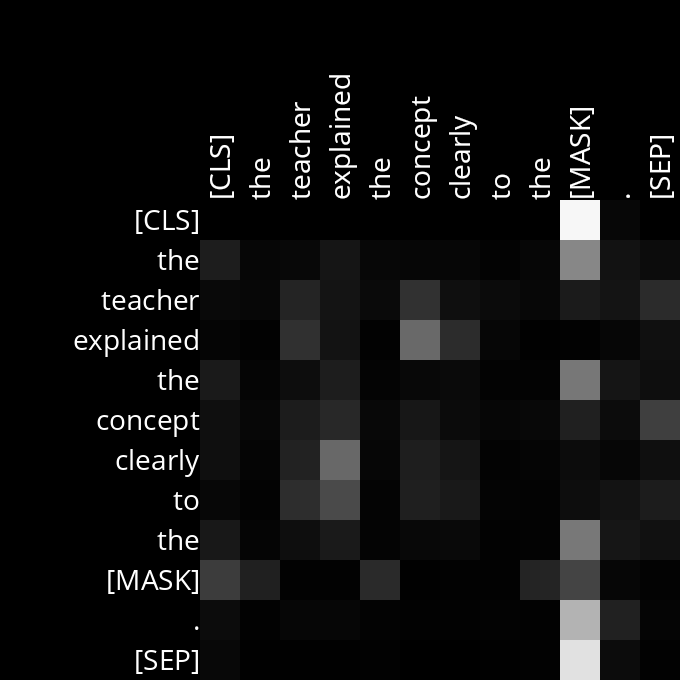 [CLS]
the
teacher
explained
the
concept
clearly
to
the
[MASK]
.
[SEP]
[CLS]
the
teacher
explained
the
concept
clearly
to
the
[MASK]
.
[SEP]